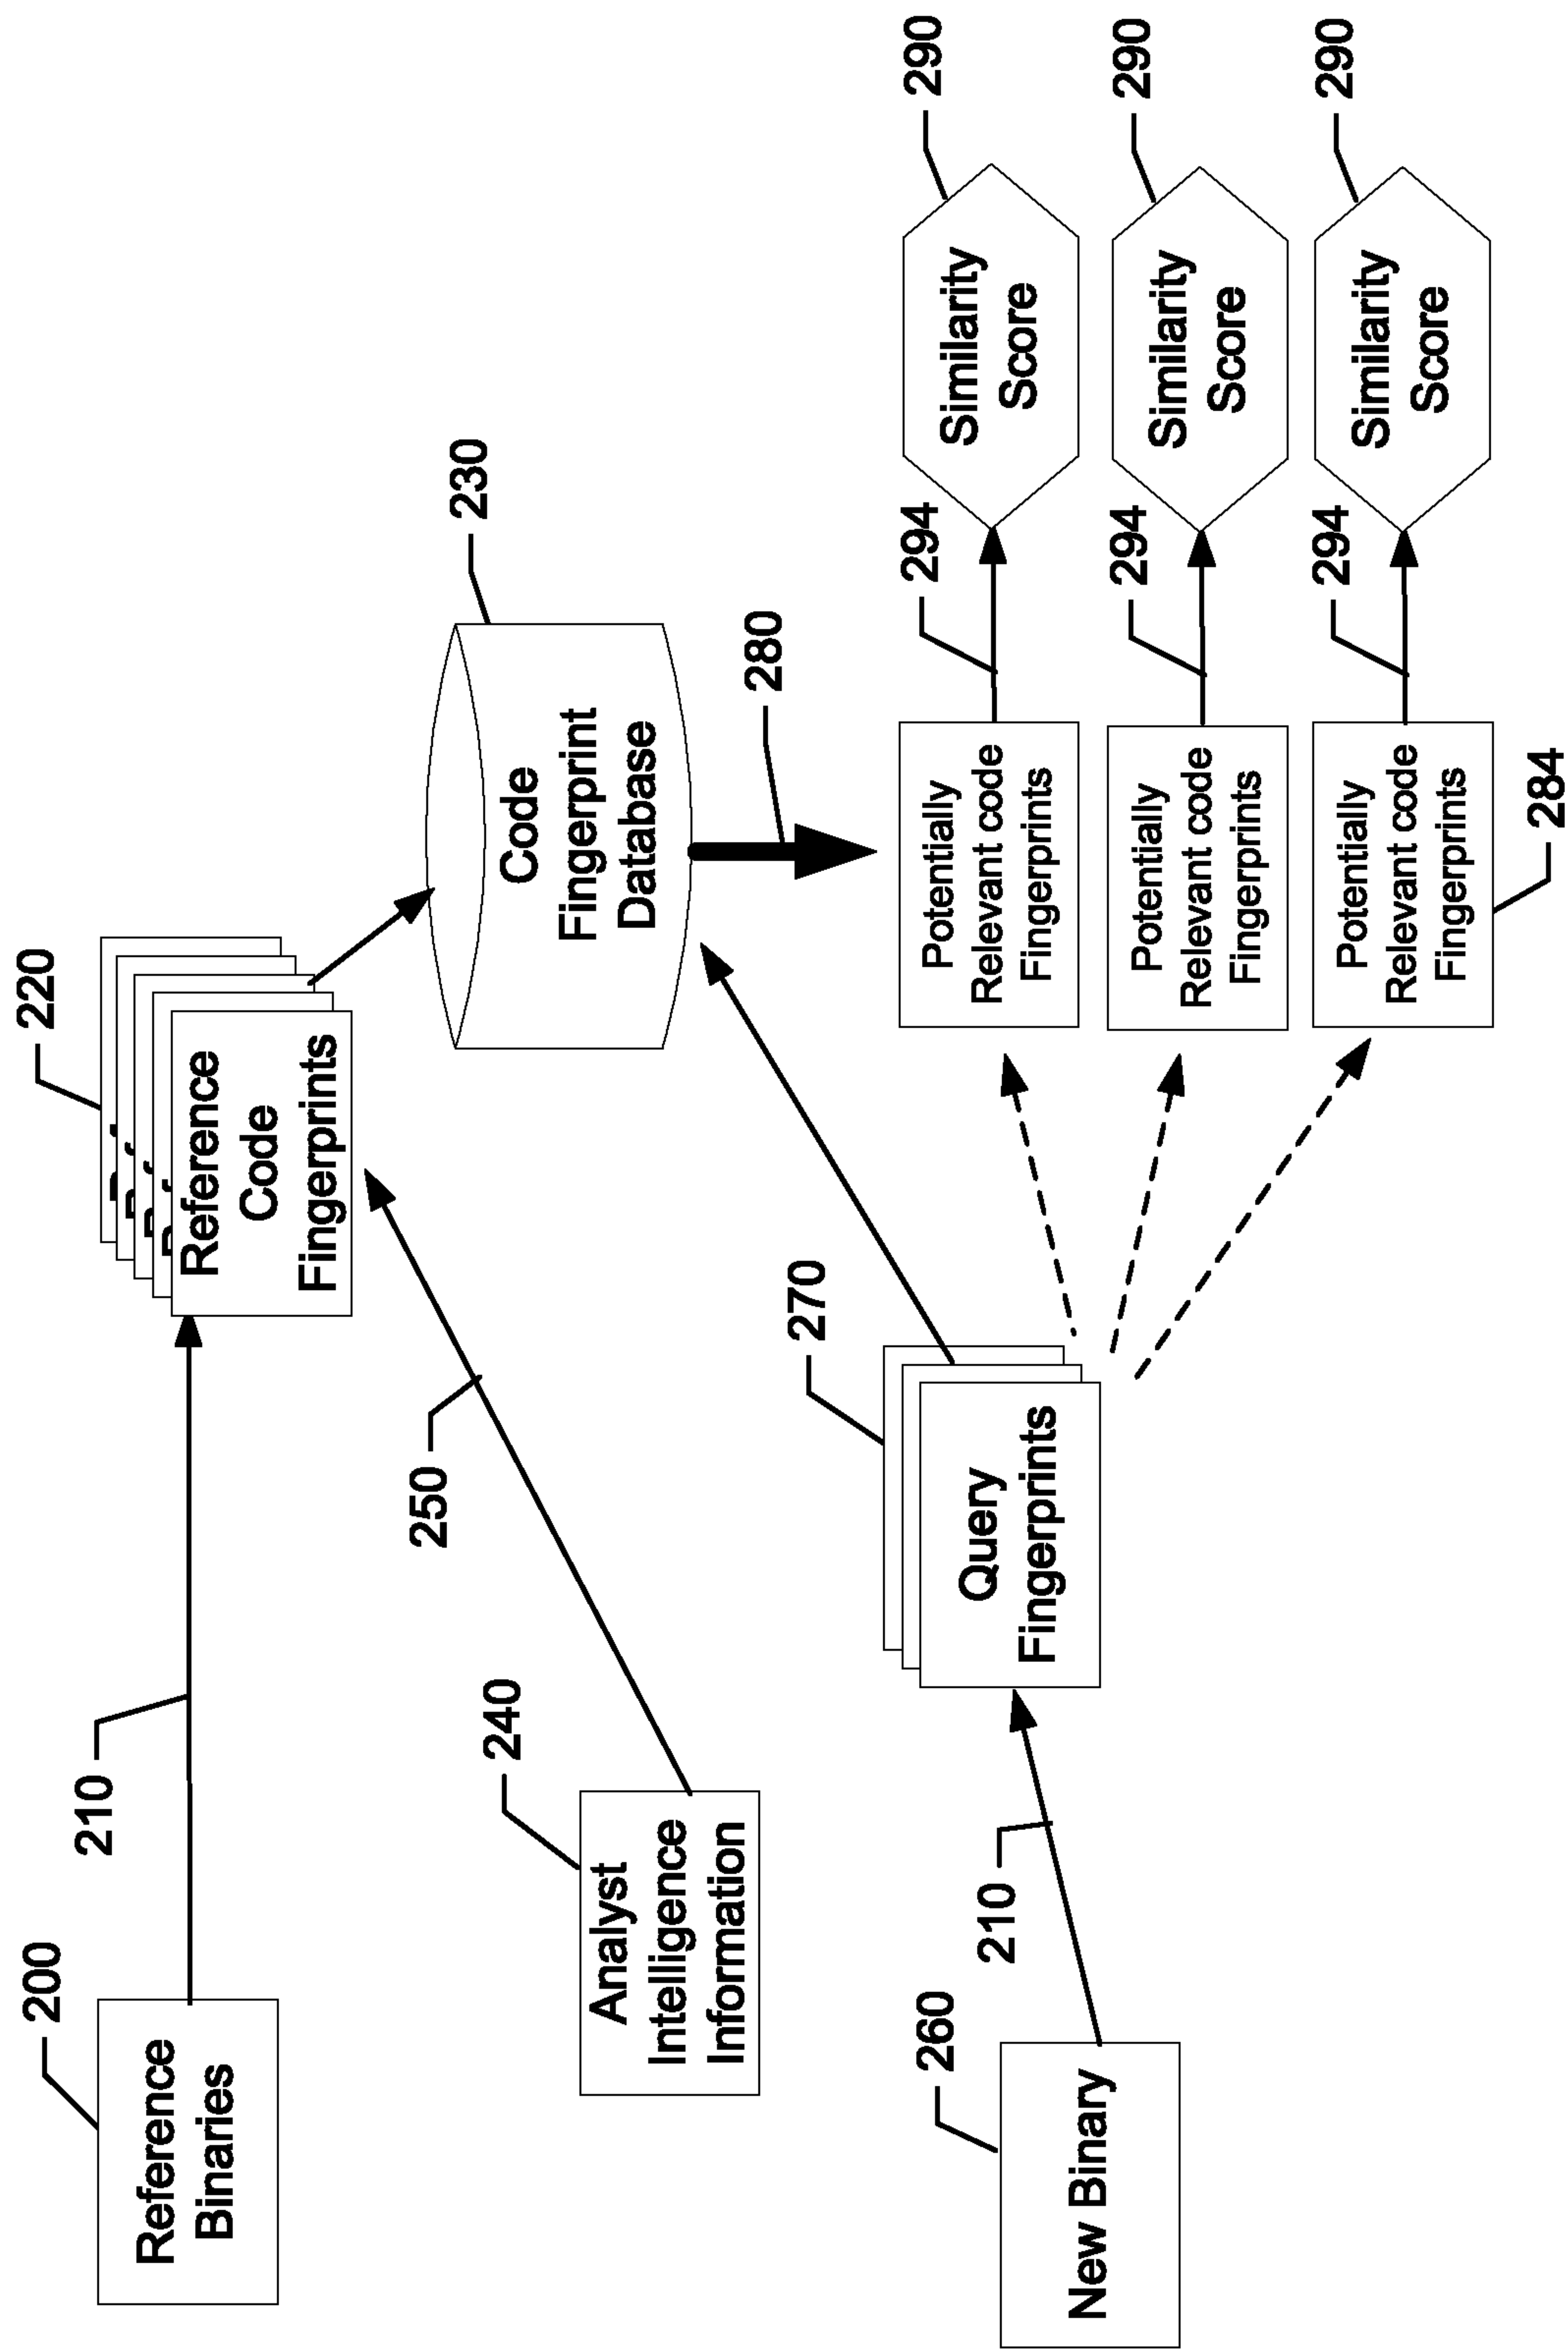 200
220
210
Reference
Binaries
Reference
Code
Fingerprints
250
230
240
Analyst
Intelligence
Information
Code
Fingerprint
Database
280
270
260
210
New Binary
Query
Fingerprints
294
290
Potentially
Relevant code
Fingerprints
Similarity
Score
294
290
Potentially
Relevant code
Fingerprints
Similarity
Score
294
290
Potentially
Relevant code
Fingerprints
Similarity
Score
284